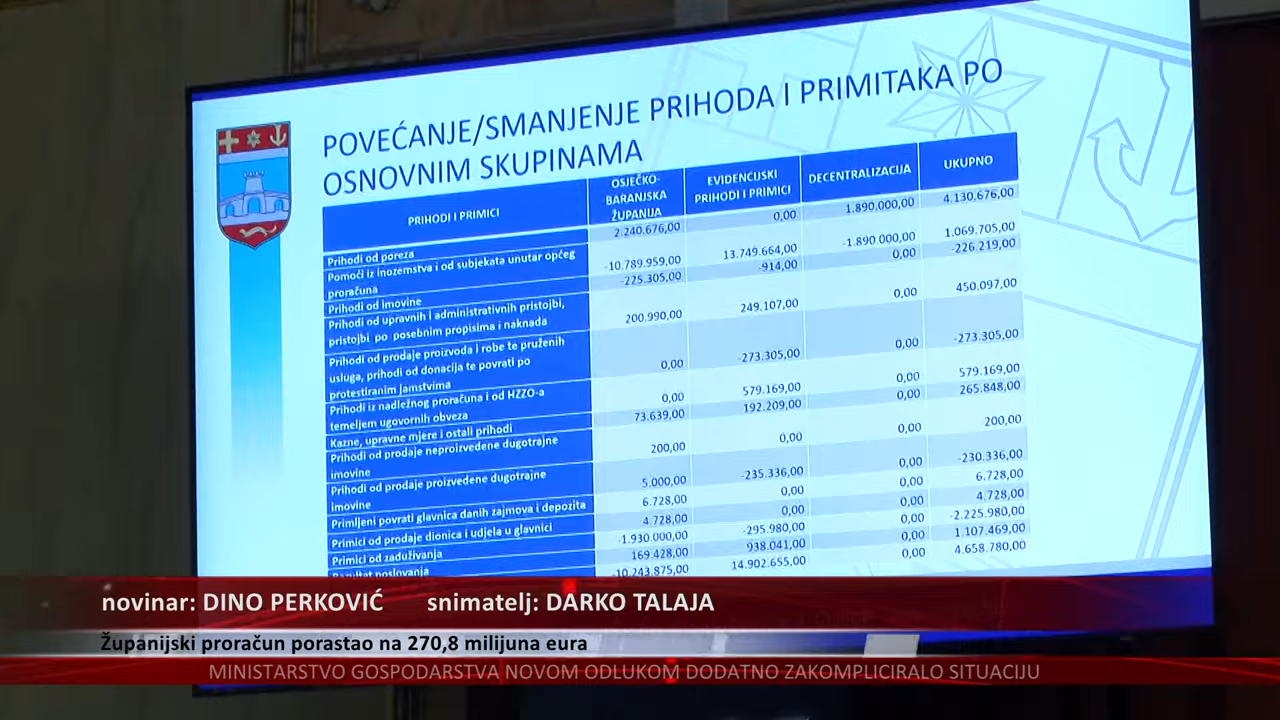 POVEĆANJE/SMANJENJE PRIHODA I PRIMITAKA PO
OSNOVNIM SKUPINAMA
PRIHODI I PRIMICI
OSJEČKO-
BARANJSKA
ŽUPANIJA
EVIDENCIJSKI
PRIHODI I PRIMICI
DECENTRALIZACIJA
UKUPNO
Prihodi od poreza
2.240.676,00 0,00 1.890.000,00 4.130.676,00
Pomoći iz inozemstva i od subjekata unutar općeg
proračuna
-10.789.959,00 13.749.664,00 -1.890.000,00 1.069.705,00
Prihodi od imovine
-225.305,00 -914,00 0,00 -226.219,00
Prihodi od upravnih i administrativnih pristojbi,
pristojbi po posebnim propisima i naknada
200.990,00 249.107,00 0,00 450.097,00
Prihodi od prodaje proizvoda i robe te pruženih
usluga, prihodi od donacija te povrati po
protestiranim jamstvima
0,00 -273.305,00 0,00 -273.305,00
Prihodi iz nadležnog proračuna i od HZZO-a
temeljem ugovornih obveza
0,00 579.169,00 0,00 579.169,00
Kazne, upravne mjere i ostali prihodi
73.639,00 192.209,00 0,00 265.848,00
Prihodi od prodaje neproizvedene dugotrajne
imovine
200,00 0,00 0,00 200,00
Prihodi od prodaje proizvedene dugotrajne
imovine
5.000,00 -235.336,00 0,00 -230.336,00
Primljeni povrati glavnica danih zajmova i depozita
6.728,00 0,00 0,00 6.728,00
Primici od prodaje dionica i udjela u glavnici
4.728,00 0,00 0,00 4.728,00
Primici od zaduživanja
-1.930.000,00 -295.980,00 0,00 -2.225.980,00
Rezultat poslovanja
169.428,00 938.041,00 0,00 1.107.469,00
-10.243.875,00 14.902.655,00 0,00 4.658.780,00
novinar: DINO PERKOVIĆ snimatelj: DARKO TALAJA
Županijski proračun porastao na 270,8 milijuna eura
MINISTARSTVO GOSPODARSTVA NOVOM ODLUKOM DODATNO ZAKOMPLICIRALO SITUACIJU